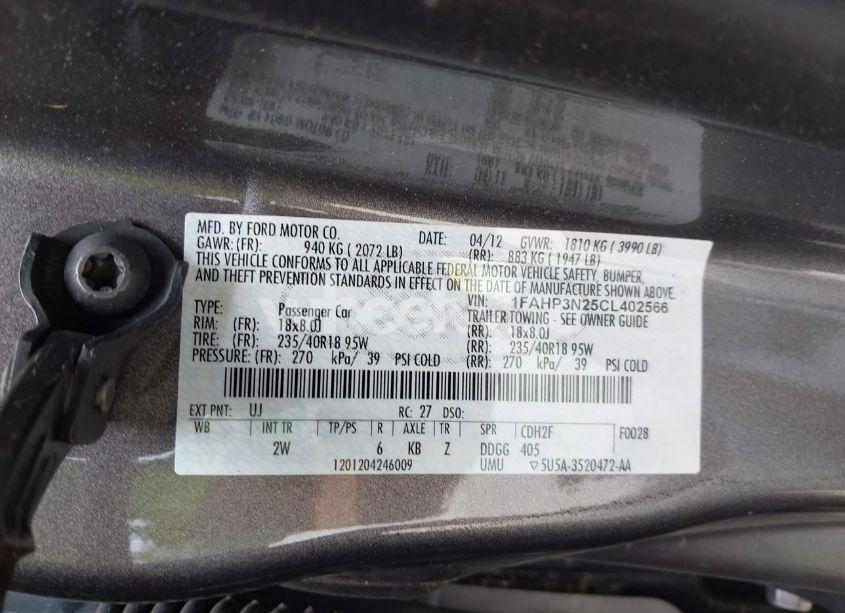 MFD. BY FORD MOTOR CO. DATE: 04/12 GVWR: 1810 KG ( 3990 LB)
GAWR: (FR): 940 KG ( 2072 LB) (RR): 883 KG ( 1947 LB)
THIS VEHICLE CONFORMS TO ALL APPLICABLE FEDERAL MOTOR VEHICLE SAFETY, BUMPER,
AND THEFT PREVENTION STANDARDS IN EFFECT ON THE DATE OF MANUFACTURE SHOWN ABOVE.
VIN: 1FAHP3N25CL402566
TYPE: Passenger Car TRAILER TOWING - SEE OWNER GUIDE
RIM: (FR): 18x8.0J (RR): 18x8.0J
TIRE: (FR): 235/40R18 95W (RR): 235/40R18 95W
PRESSURE: (FR): 270 kPa/ 39 PSI COLD (RR): 270 kPa/ 39 PSI COLD
EXT PNT: UJ RC: 27 DSO:
WB INT TR TP/PS R AXLE TR SPR CDH2F F0028
2W 6 KB Z DDGG 405
1201204246009 UMU ▽5U5A-3520472-AA